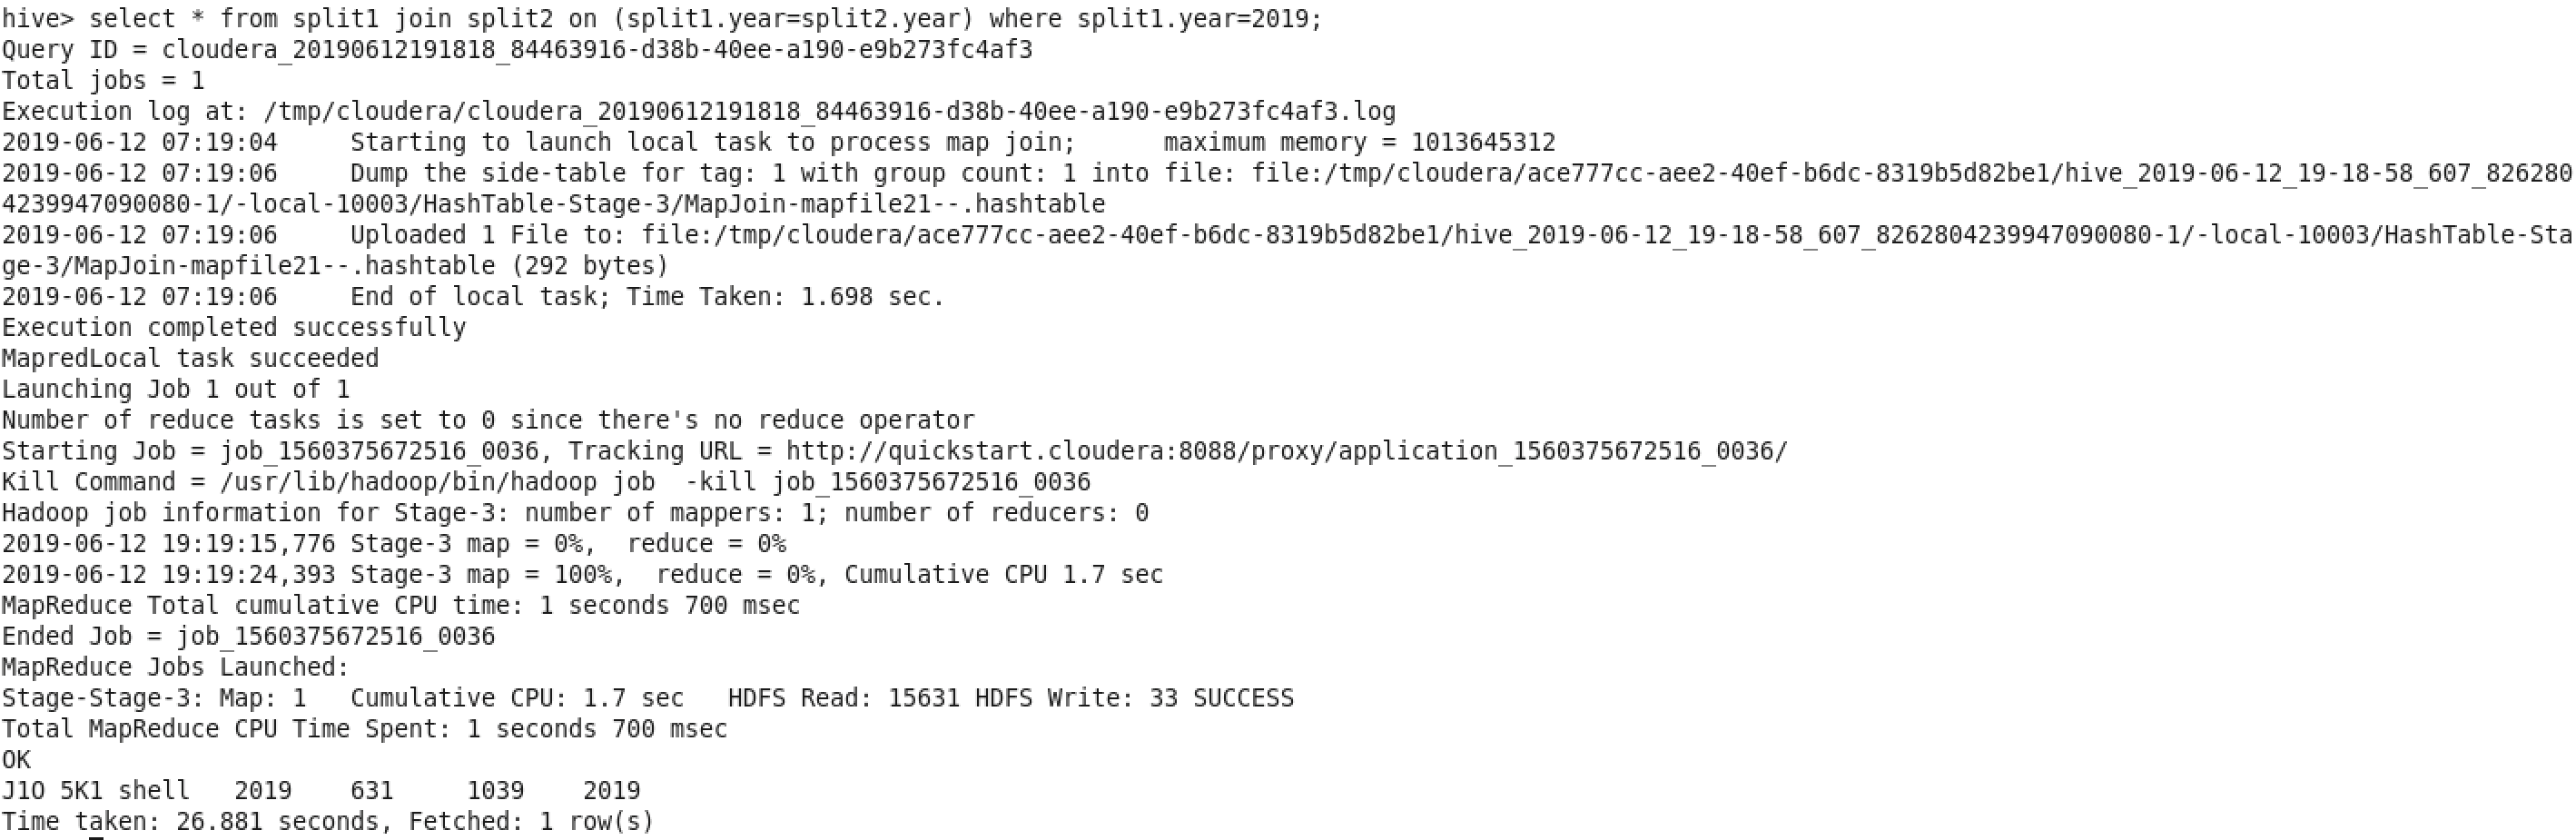 hive> select * from split1 join split2 on (split1.year=split2.year) where split1.year=2019;
Query ID = cloudera_20190612191818_84463916-d38b-40ee-a190-e9b273fc4af3
Total jobs = 1
Execution log at: /tmp/cloudera/cloudera_20190612191818_84463916-d38b-40ee-a190-e9b273fc4af3.log
2019-06-12 07:19:04     Starting to launch local task to process map join;      maximum memory = 1013645312
2019-06-12 07:19:06     Dump the side-table for tag: 1 with group count: 1 into file: file:/tmp/cloudera/ace777cc-aee2-40ef-b6dc-8319b5d82be1/hive_2019-06-12_19-18-58_607_826280
4239947090080-1/-local-10003/HashTable-Stage-3/MapJoin-mapfile21--.hashtable
2019-06-12 07:19:06     Uploaded 1 File to: file:/tmp/cloudera/ace777cc-aee2-40ef-b6dc-8319b5d82be1/hive_2019-06-12_19-18-58_607_8262804239947090080-1/-local-10003/HashTable-Sta
ge-3/MapJoin-mapfile21--.hashtable (292 bytes)
2019-06-12 07:19:06     End of local task; Time Taken: 1.698 sec.
Execution completed successfully
MapredLocal task succeeded
Launching Job 1 out of 1
Number of reduce tasks is set to 0 since there's no reduce operator
Starting Job = job_1560375672516_0036, Tracking URL = http://quickstart.cloudera:8088/proxy/application_1560375672516_0036/
Kill Command = /usr/lib/hadoop/bin/hadoop job  -kill job_1560375672516_0036
Hadoop job information for Stage-3: number of mappers: 1; number of reducers: 0
2019-06-12 19:19:15,776 Stage-3 map = 0%,  reduce = 0%
2019-06-12 19:19:24,393 Stage-3 map = 100%,  reduce = 0%, Cumulative CPU 1.7 sec
MapReduce Total cumulative CPU time: 1 seconds 700 msec
Ended Job = job_1560375672516_0036
MapReduce Jobs Launched:
Stage-Stage-3: Map: 1   Cumulative CPU: 1.7 sec   HDFS Read: 15631 HDFS Write: 33 SUCCESS
Total MapReduce CPU Time Spent: 1 seconds 700 msec
OK
J1O 5K1 shell   2019    631     1039    2019
Time taken: 26.881 seconds, Fetched: 1 row(s)